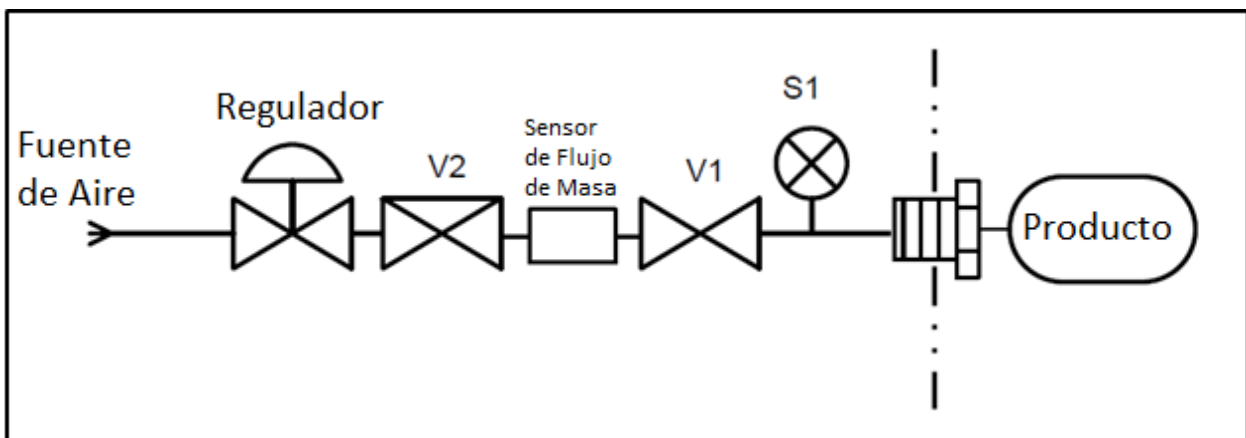 Fuente
de Aire
Regulador
V2
Sensor
de Flujo
de Masa
V1
S1
Producto